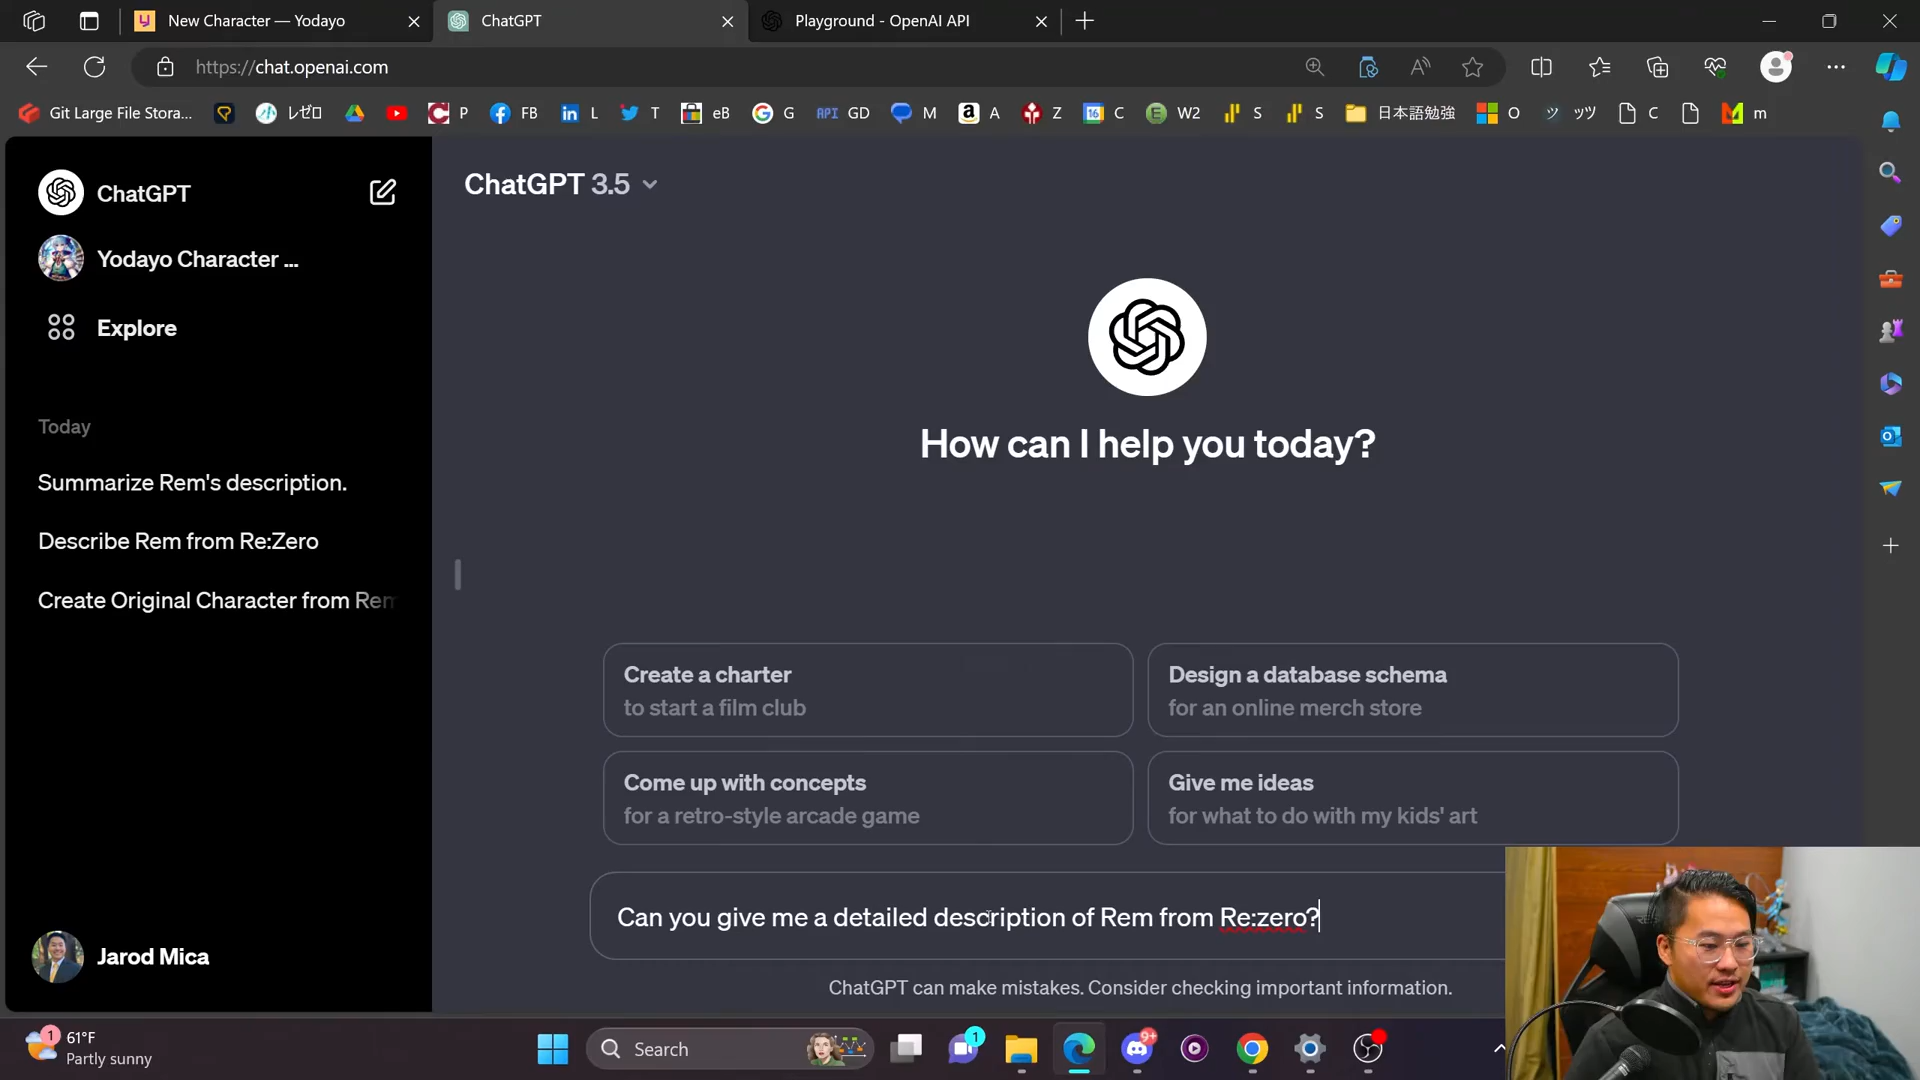 New Character — Yodayo
ChatGPT
Playground - OpenAI API
https://chat.openai.com
Git Large File Stora...
レゼロ
P
FB
L
T
eB
G
API GD
M
A
Z
16 C
E W2
S
S
日本語勉強
O
ツ ッツ
C
m
ChatGPT
Yodayo Character ...
Explore
Today
Summarize Rem's description.
Describe Rem from Re:Zero
Create Original Character from Rem
Jarod Mica
ChatGPT 3.5
How can I help you today?
Create a charter
to start a film club
Design a database schema
for an online merch store
Come up with concepts
for a retro-style arcade game
Give me ideas
for what to do with my kids' art
Can you give me a detailed description of Rem from Re:zero?
ChatGPT can make mistakes. Consider checking important information.
1
61°F
Partly sunny
Search
1
9+